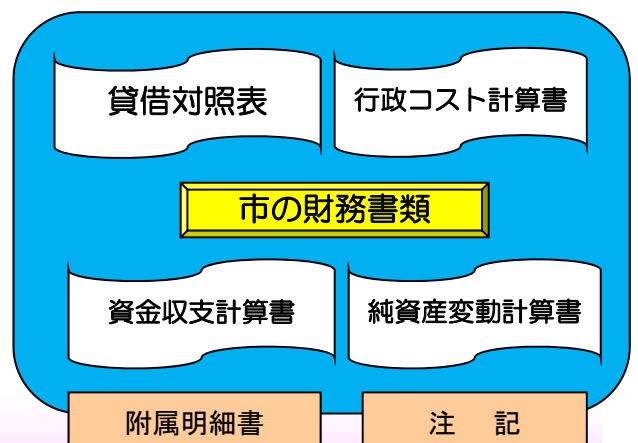 貸借対照表
行政コスト計算書
市の財務書類
資金収支計算書
純資産変動計算書
附属明細書
注　記